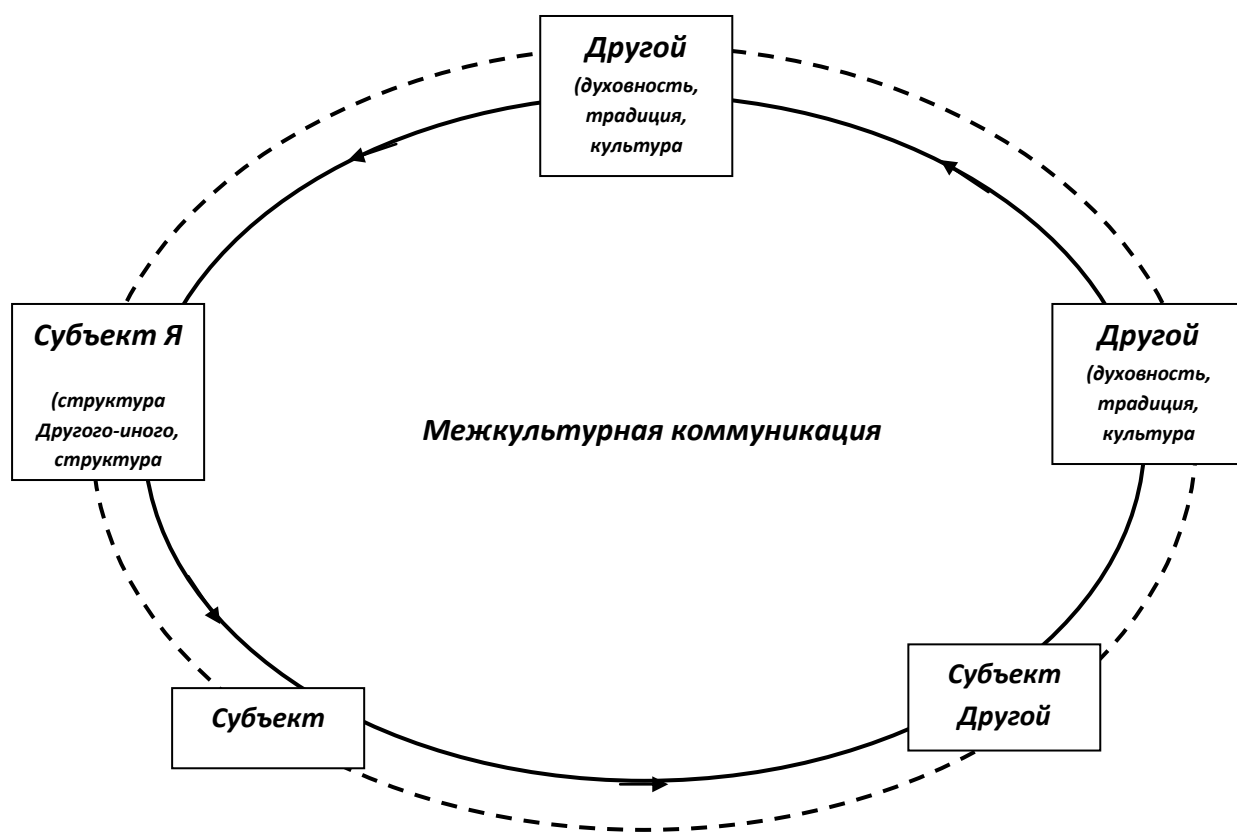 Другой
(духовность,
традиция,
культура
Субъект Я
(структура
Другого-иного,
структура
Другой
(духовность,
традиция,
культура
Межкультурная коммуникация
Субъект
Субъект
Другой